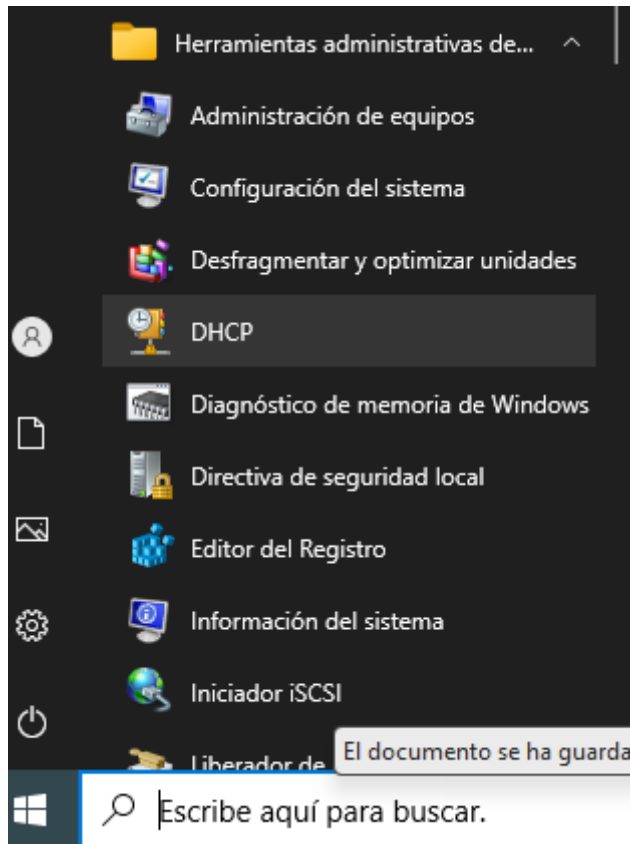 Herramientas administrativas de...
Administración de equipos
Configuración del sistema
Desfragmentar y optimizar unidades
DHCP
Diagnóstico de memoria de Windows
Directiva de seguridad local
Editor del Registro
Información del sistema
Iniciador iSCSI
Liberador de
El documento se ha guarda
Escribe aquí para buscar.